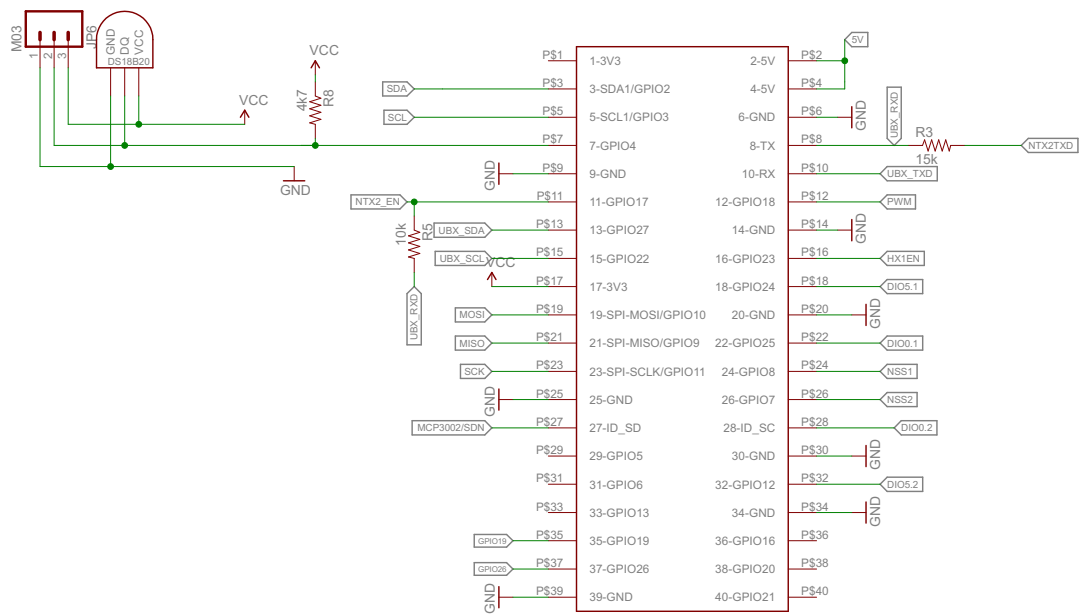 M03
1
2
3
JP6
GND
DQ
VCC
DS18B20
VCC
GND
VCC
4k7
R8
SDA
SCL
NTX2_EN
10k
R5
UBX_RXD
UBX_SDA
UBX_SCL
VCC
MOSI
MISO
SCK
GND
GND
MCP3002/SDN
GPIO19
GPIO26
GND
P$1 1-3V3 2-5V P$2
P$3 3-SDA1/GPIO2 4-5V P$4
P$5 5-SCL1/GPIO3 6-GND P$6
P$7 7-GPIO4 8-TX P$8
P$9 9-GND 10-RX P$10
P$11 11-GPIO17 12-GPIO18 P$12
P$13 13-GPIO27 14-GND P$14
P$15 15-GPIO22 16-GPIO23 P$16
P$17 17-3V3 18-GPIO24 P$18
P$19 19-SPI-MOSI/GPIO10 20-GND P$20
P$21 21-SPI-MISO/GPIO9 22-GPIO25 P$22
P$23 23-SPI-SCLK/GPIO11 24-GPIO8 P$24
P$25 25-GND 26-GPIO7 P$26
P$27 27-ID_SD 28-ID_SC P$28
P$29 29-GPIO5 30-GND P$30
P$31 31-GPIO6 32-GPIO12 P$32
P$33 33-GPIO13 34-GND P$34
P$35 35-GPIO19 36-GPIO16 P$36
P$37 37-GPIO26 38-GPIO20 P$38
P$39 39-GND 40-GPIO21 P$40
5V
GND
UBX_RXD
R3
15k
NTX2TXD
UBX_TXD
PWM
GND
HX1EN
DIO5.1
GND
DIO0.1
NSS1
NSS2
DIO0.2
GND
DIO5.2
GND